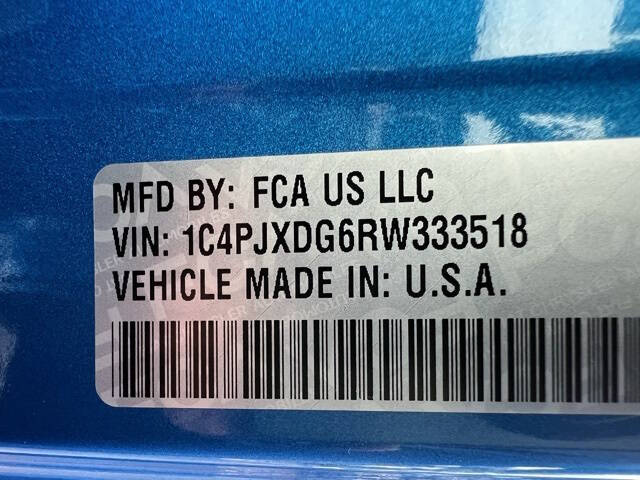 MFD BY: FCA US LLC
VIN: 1C4PJXDG6RW333518
VEHICLE MADE IN: U.S.A.